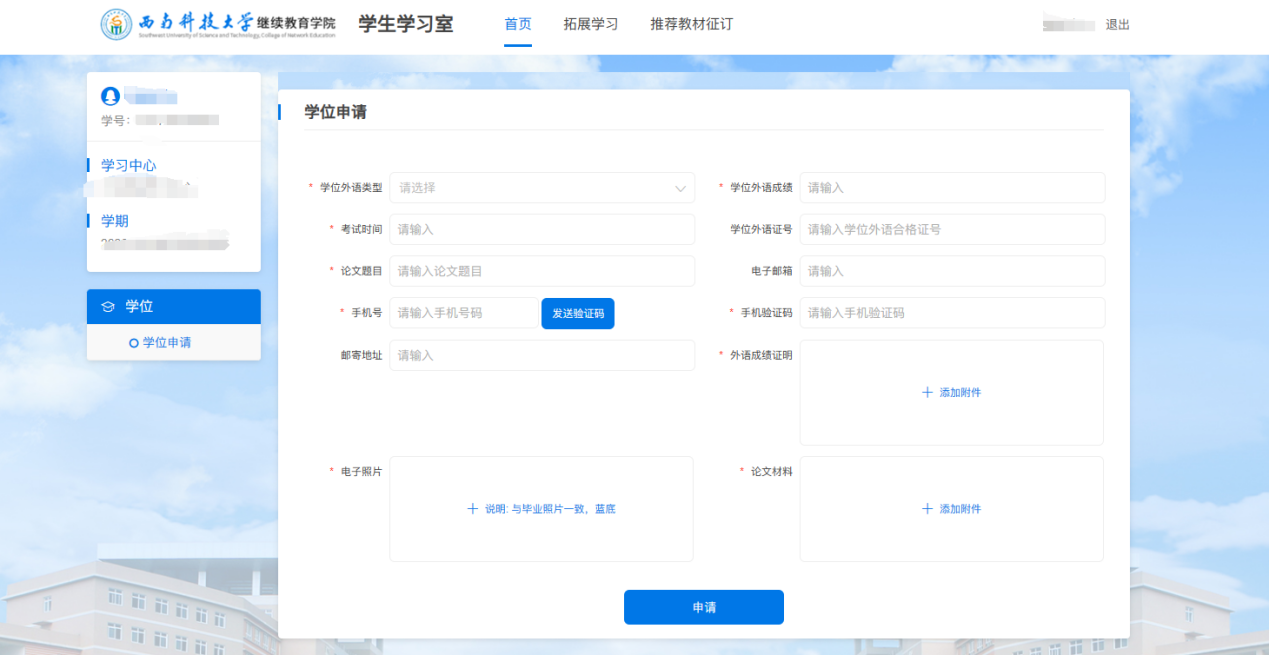 西南科技大学 继续教育学院 学生学习室 首页 拓展学习 推荐教材征订 退出
Southwest University of Science and Technology, College of Network Education
学号:
学习中心
学期
学位
学位申请
学位申请
* 学位外语类型 请选择 * 学位外语成绩 请输入
* 考试时间 请输入 学位外语证号 请输入学位外语合格证号
* 论文题目 请输入论文题目 电子邮箱 请输入
* 手机号 请输入手机号码 发送验证码 * 手机验证码 请输入手机验证码
邮寄地址 请输入 * 外语成绩证明
+ 添加附件
* 电子照片 * 论文材料
+ 说明: 与毕业照片一致, 蓝底 + 添加附件
申请